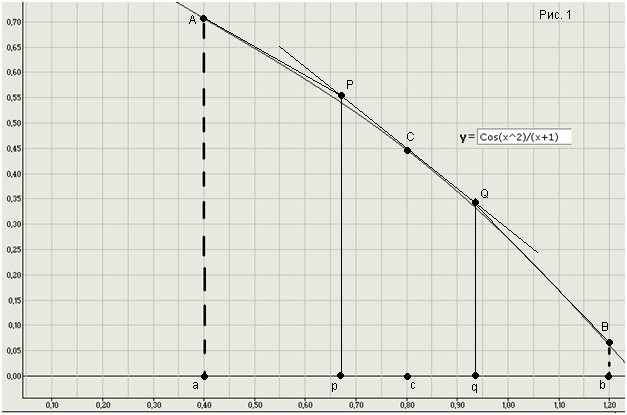 Рис. 1
0,70
A
0,65
0,60
P
0,55
0,50
C
y = Cos(x^2)/(x+1)
0,45
0,40
0,35
Q
0,30
0,25
0,20
0,15
0,10
B
0,05
0,00
a p c q b
0,10 0,20 0,30 0,40 0,50 0,60 0,70 0,80 0,90 1,00 1,10 1,20